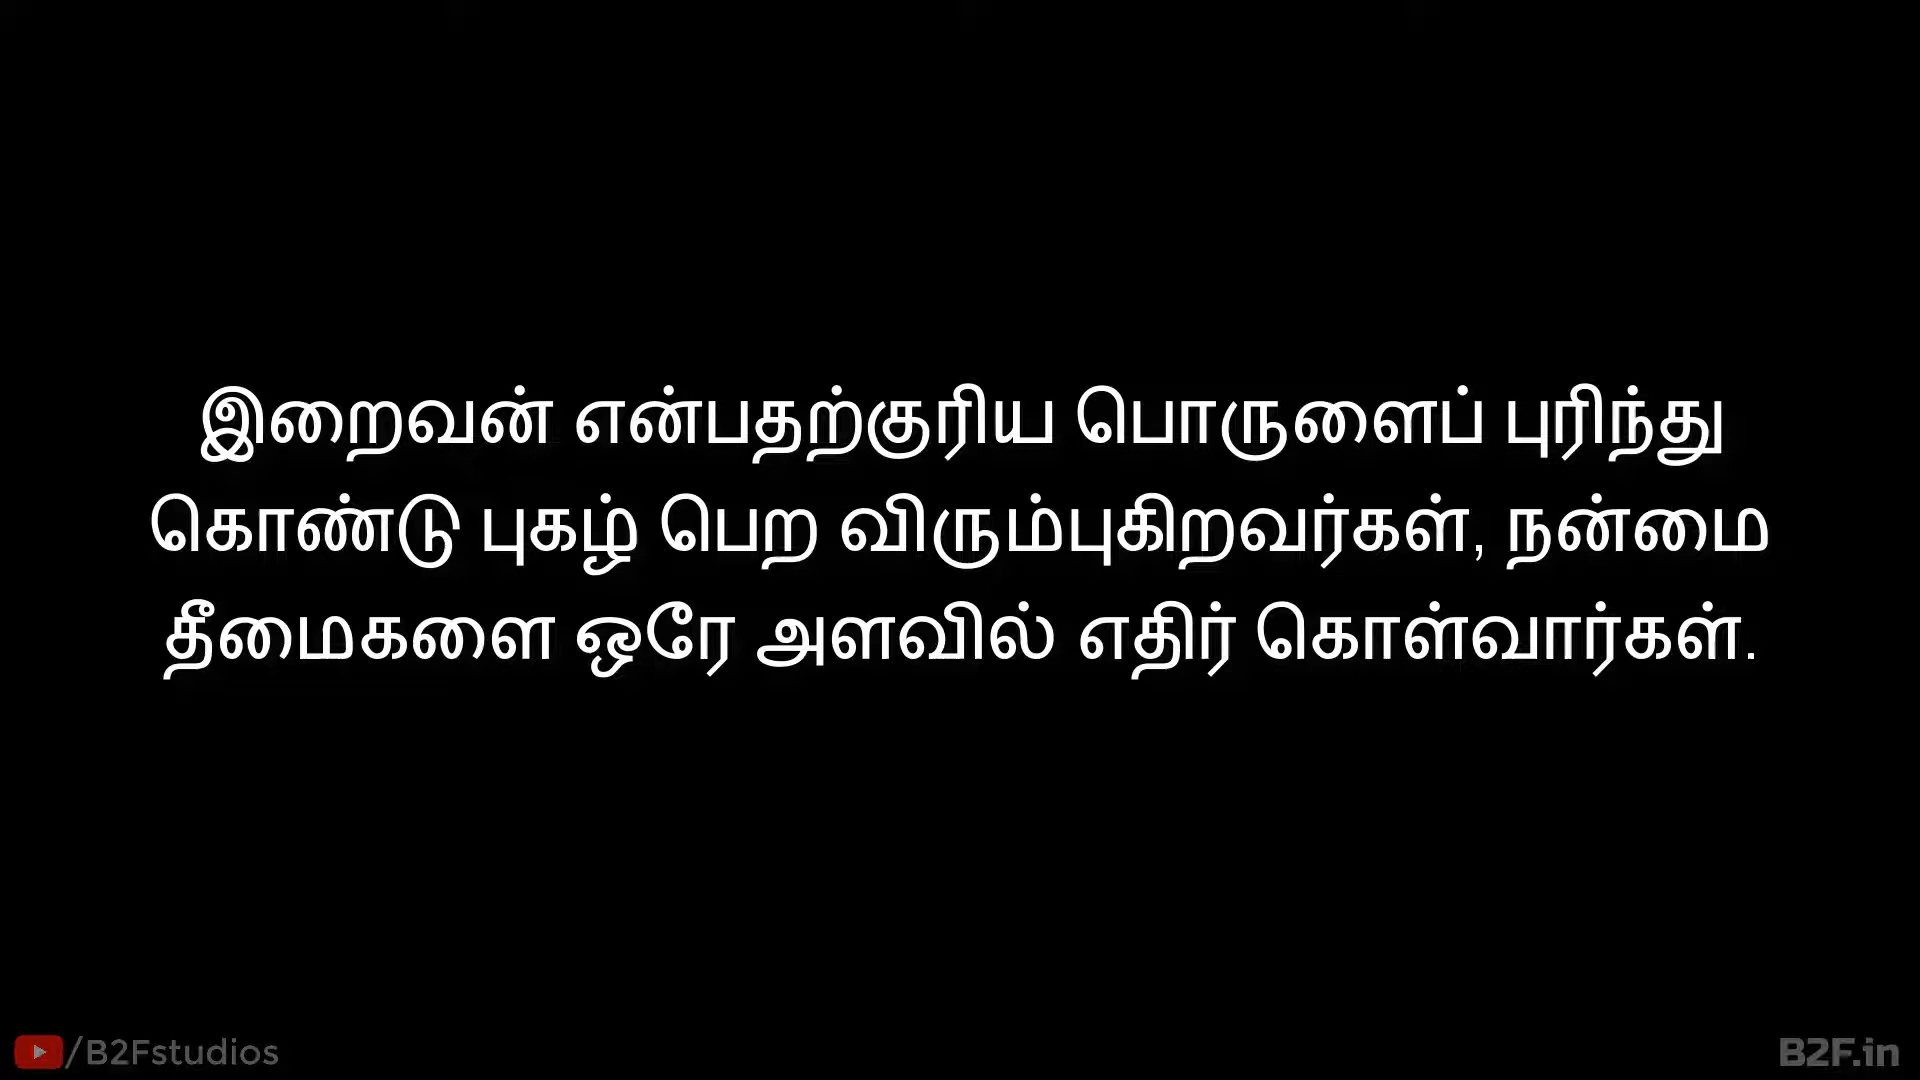 இறைவன் என்பதற்குரிய பொருளைப் புரிந்து
கொண்டு புகழ் பெற விரும்புகிறவர்கள், நன்மை
தீமைகளை ஒரே அளவில் எதிர் கொள்வார்கள்.
/B2Fstudios
B2F.in